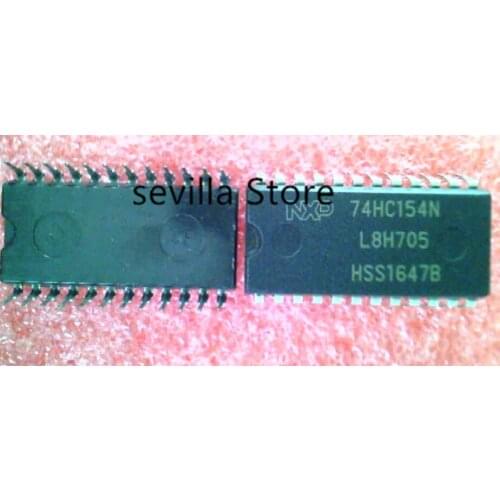 sevilla Store
NXP 74HC154N
L8H705
HSS1647B